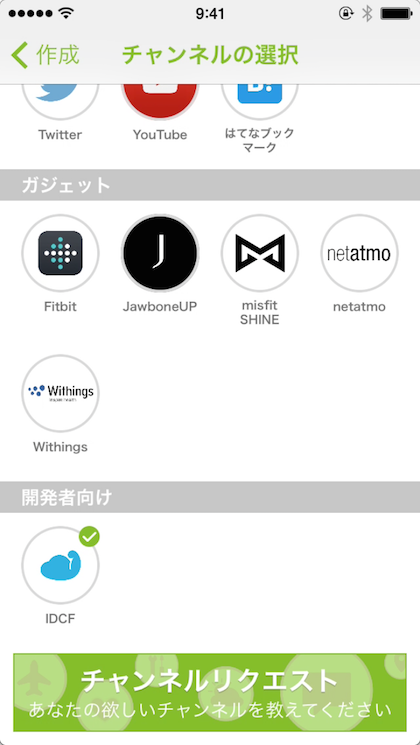 9:41
作成
チャンネルの選択
B!
Twitter
YouTube
はてなブック
マーク
ガジェット
J
netatmo
Fitbit
JawboneUP
misfit
SHINE
netatmo
Withings
Withings
開発者向け
IDCF
チャンネルリクエスト
あなたの欲しいチャンネルを教えてください